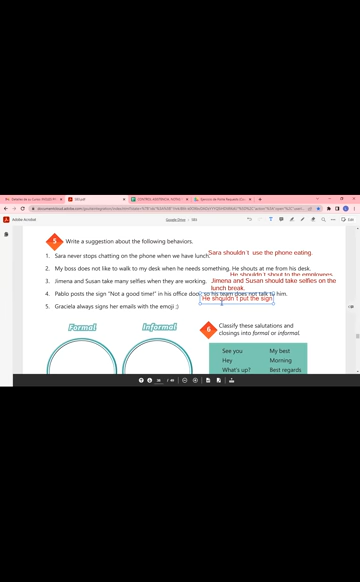 Adobe Acrobat
Edit
5 Write a suggestion about the following behaviors.
1. Sara never stops chatting on the phone when we have lunch.
Sara shouldn´t use the phone eating.
2. My boss does not like to walk to my desk when he needs something. He shouts at me from his desk.
He shouldn´t shout to the employees
3. Jimena and Susan take many selfies when they are working.
Jimena and Susan should take selfies on the
lunch break.
4. Pablo posts the sign "Not a good time!" in his office door, so his team does not talk to him.
He shouldn´t put the sign
5. Graciela always signs her emails with the emoji ;)
Formal
Informal
6 Classify these salutations and
closings into formal or informal.
See you My best
Hey Morning
What's up? Best regards